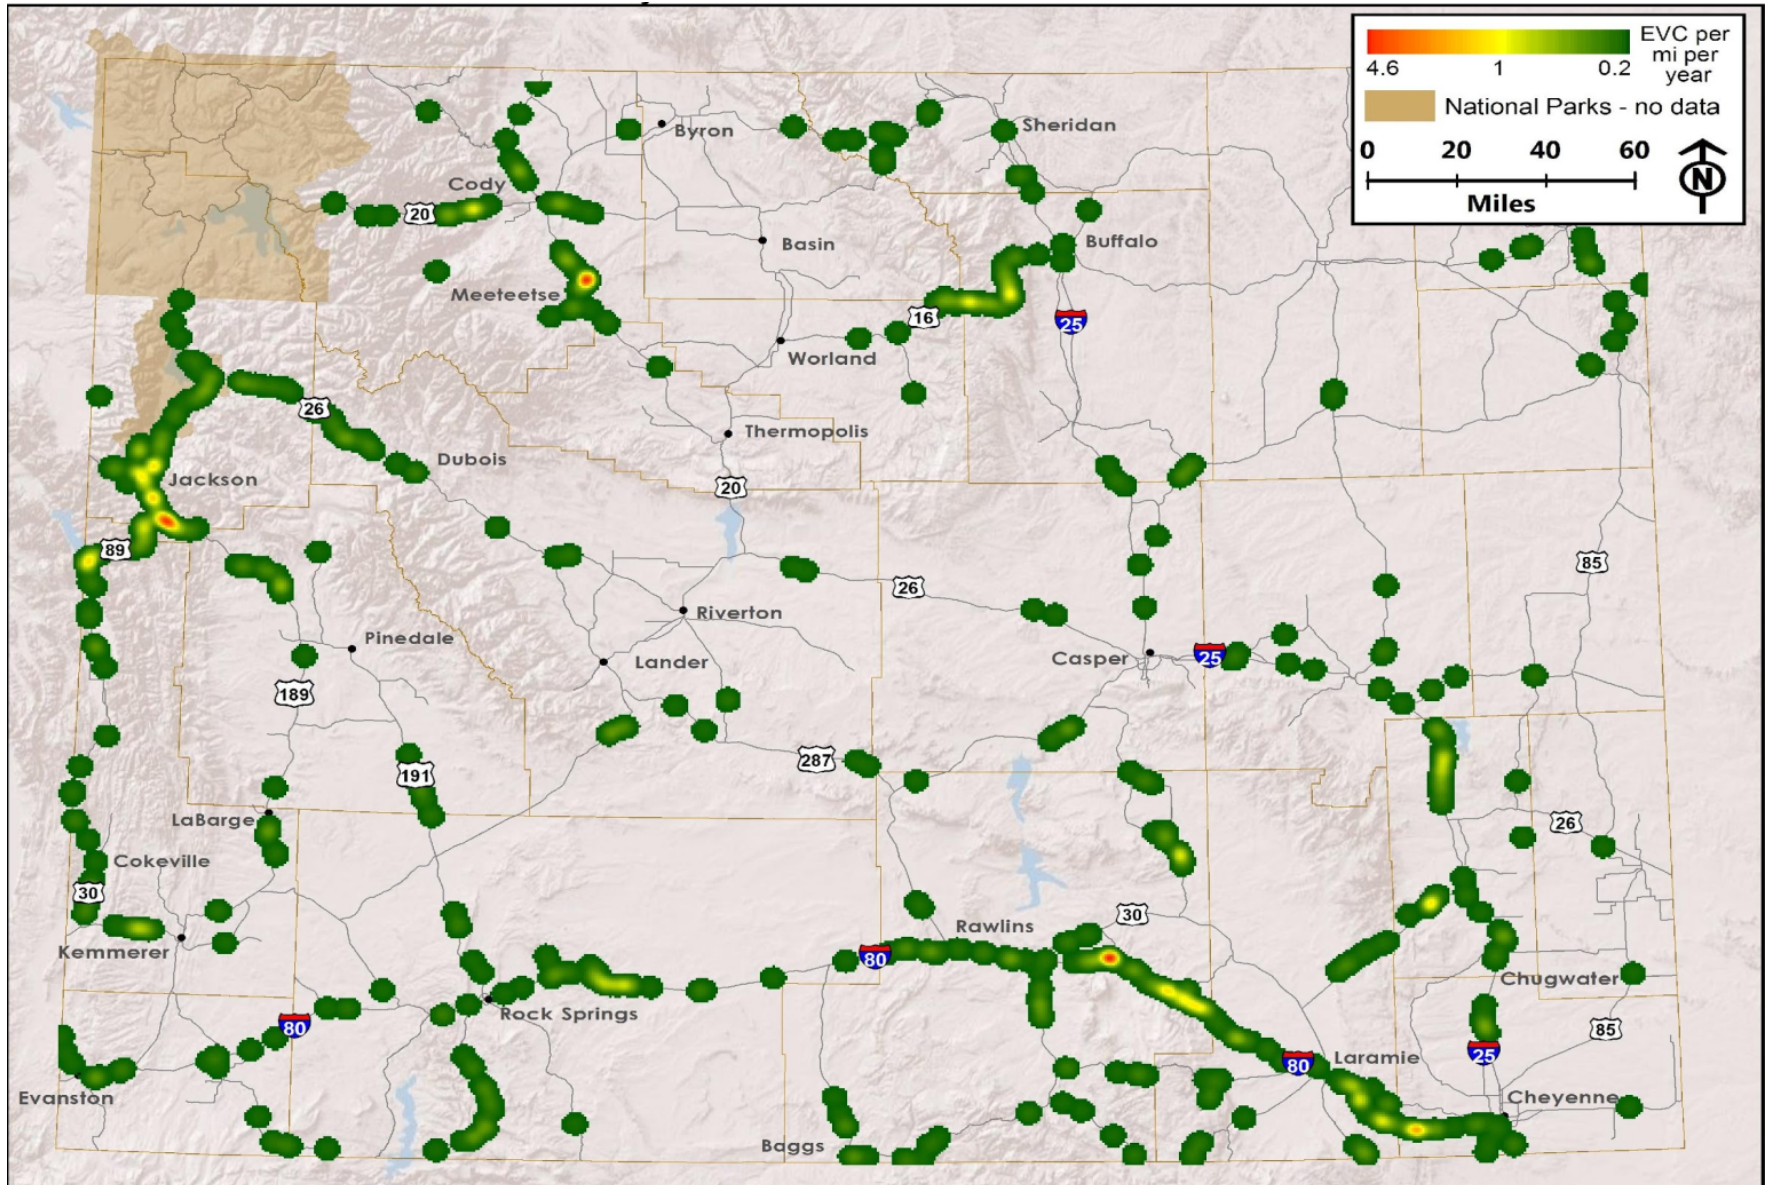 EVC per
mi per
year
4.6 1 0.2
National Parks - no data
0 20 40 60
Miles
N
Byron
Sheridan
Cody
20
Basin
Buffalo
Meeteetse
16
25
Worland
26
Thermopolis
Dubois
Jackson
20
89
26
85
Riverton
Pinedale
Lander
Casper
25
189
287
191
LaBarge
26
Cokeville
30
30
Rawlins
Kemmerer
80
Chugwater
Rock Springs
80
85
25
Laramie
80
Evanston
Cheyenne
Baggs